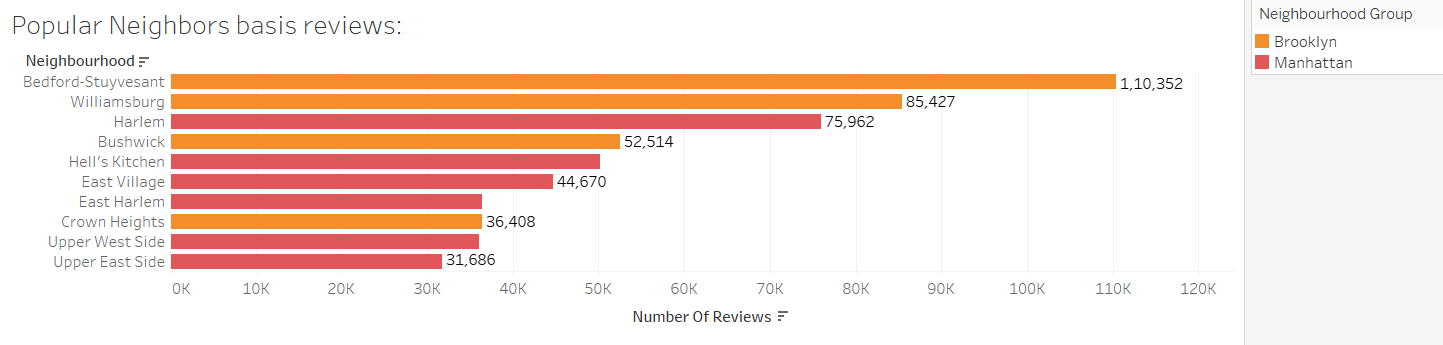 Popular Neighbors basis reviews:
Neighbourhood
Bedford-Stuyvesant 1,10,352
Williamsburg 85,427
Harlem 75,962
Bushwick 52,514
Hell's Kitchen
East Village 44,670
East Harlem
Crown Heights 36,408
Upper West Side
Upper East Side 31,686
0K 10K 20K 30K 40K 50K 60K 70K 80K 90K 100K 110K 120K
Number Of Reviews
Neighbourhood Group
Brooklyn
Manhattan